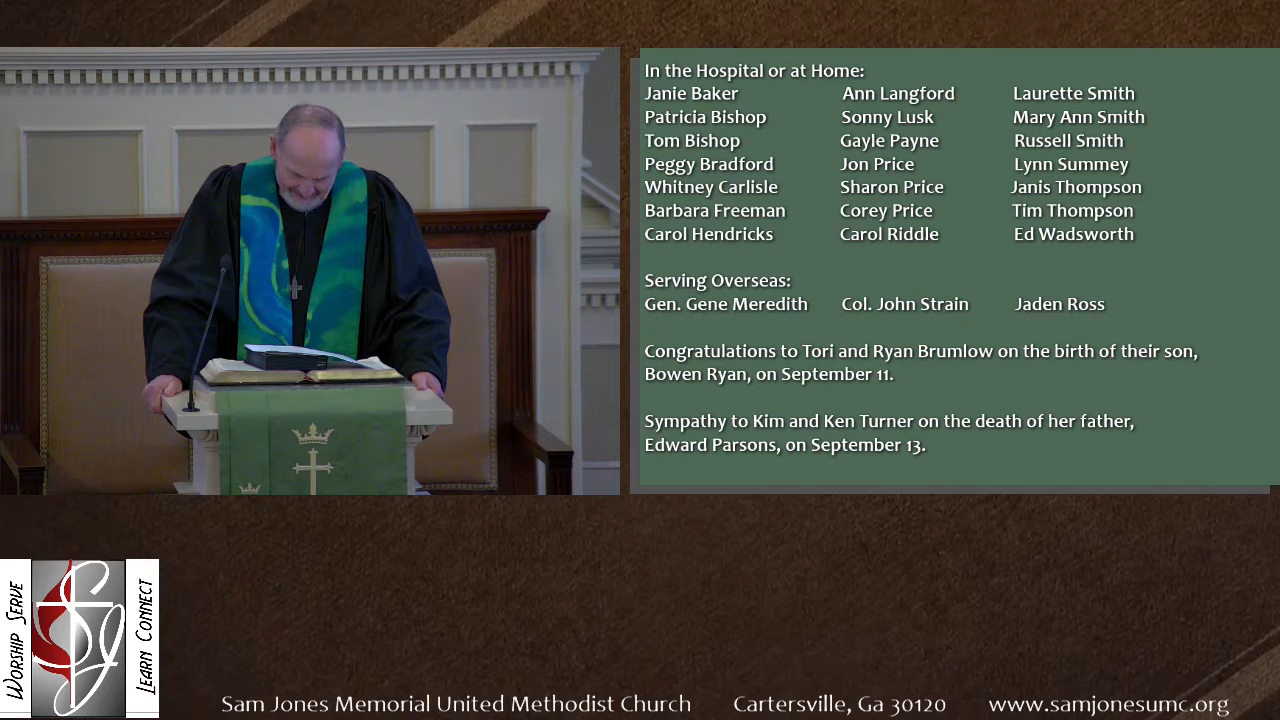 In the Hospital or at Home:
Janie Baker Ann Langford Laurette Smith
Patricia Bishop Sonny Lusk Mary Ann Smith
Tom Bishop Gayle Payne Russell Smith
Peggy Bradford Jon Price Lynn Summey
Whitney Carlisle Sharon Price Janis Thompson
Barbara Freeman Corey Price Tim Thompson
Carol Hendricks Carol Riddle Ed Wadsworth
Serving Overseas:
Gen. Gene Meredith Col. John Strain Jaden Ross
Congratulations to Tori and Ryan Brumlow on the birth of their son,
Bowen Ryan, on September 11.
Sympathy to Kim and Ken Turner on the death of her father,
Edward Parsons, on September 13.
Worship Serve
SJ
Learn Connect
Sam Jones Memorial United Methodist Church Cartersville, Ga 30120 www.samjonesumc.org